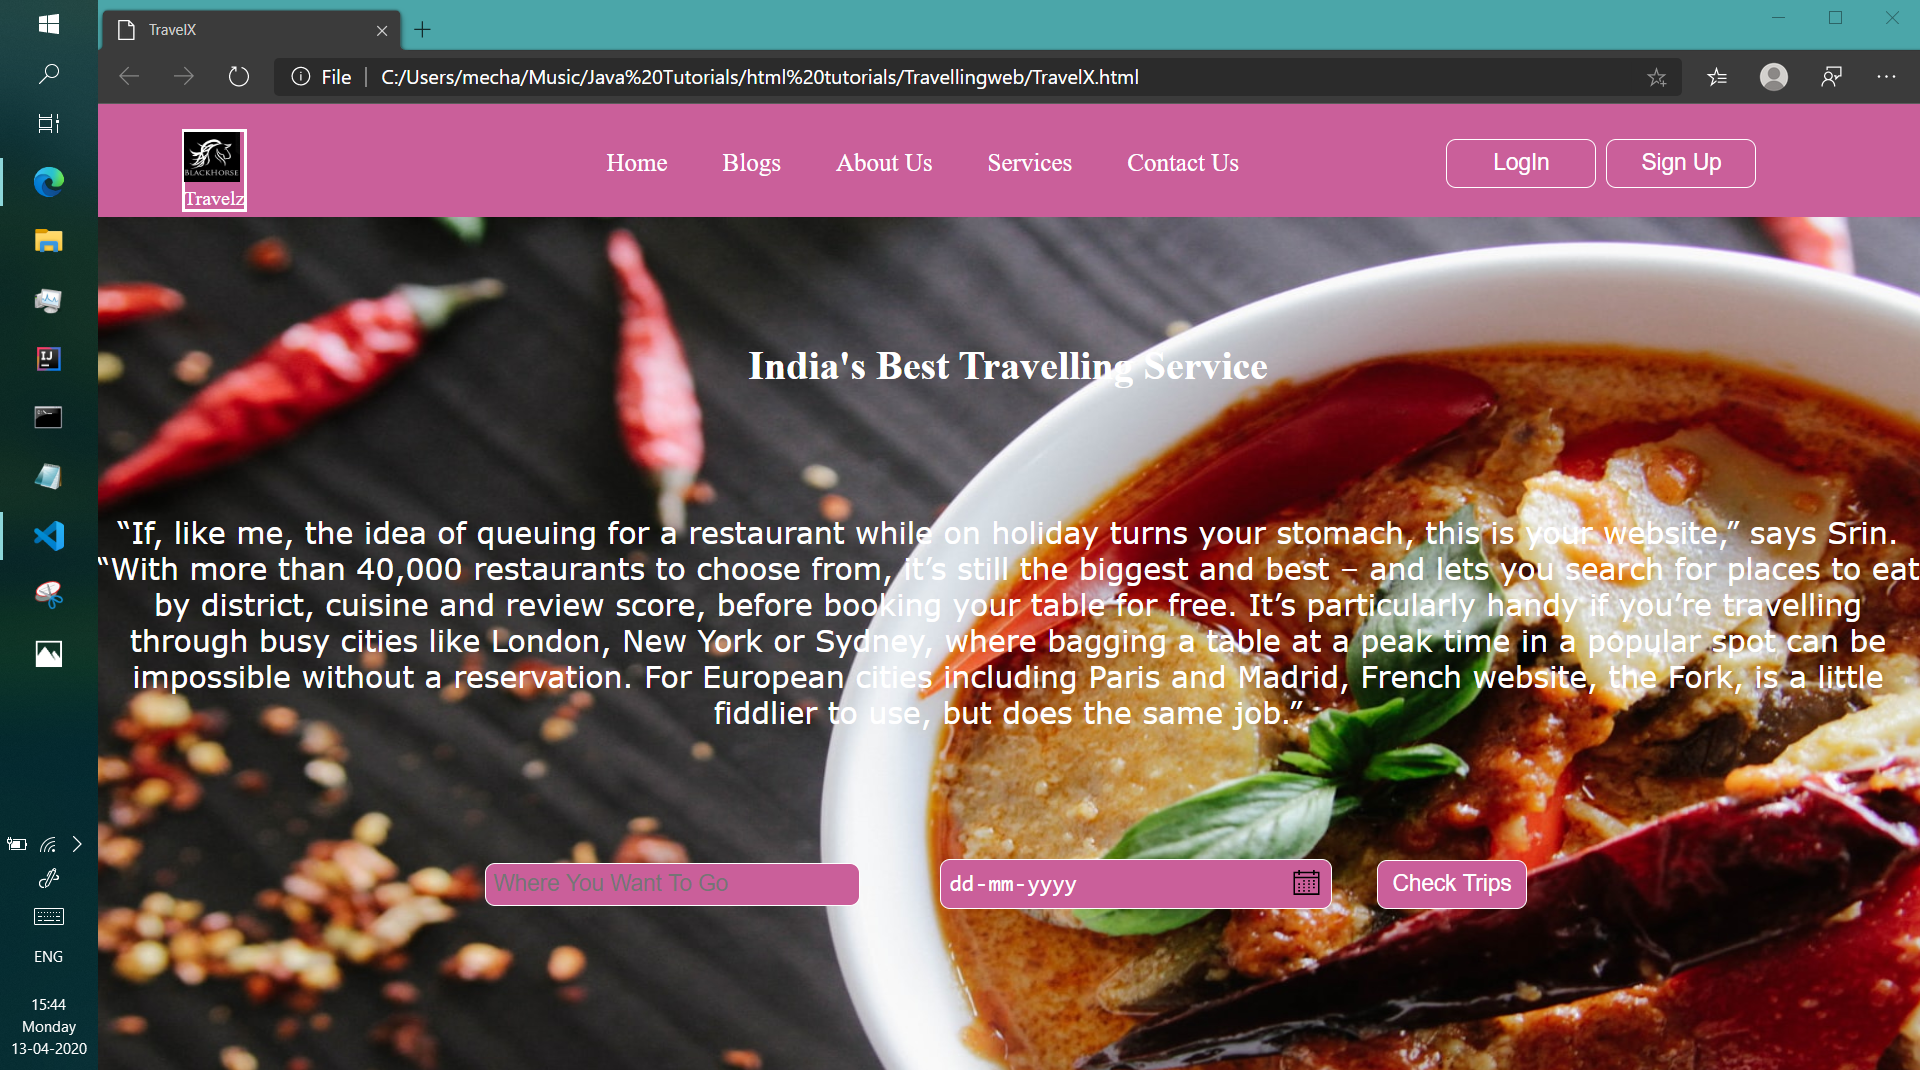 TravelX
File
C:/Users/mecha/Music/Java%20Tutorials/html%20tutorials/Travellingweb/TravelX.html
BLACKHORSE
Travelz
Home
Blogs
About Us
Services
Contact Us
LogIn
Sign Up
India's Best Travelling Service
“If, like me, the idea of queuing for a restaurant while on holiday turns your stomach, this is your website,” says Srin.
“With more than 40,000 restaurants to choose from, it’s still the biggest and best – and lets you search for places to eat
by district, cuisine and review score, before booking your table for free. It’s particularly handy if you’re travelling
through busy cities like London, New York or Sydney, where bagging a table at a peak time in a popular spot can be
impossible without a reservation. For European cities including Paris and Madrid, French website, the Fork, is a little
fiddlier to use, but does the same job.”
Where You Want To Go
dd-mm-yyyy
Check Trips
IJ
ENG
15:44
Monday
13-04-2020